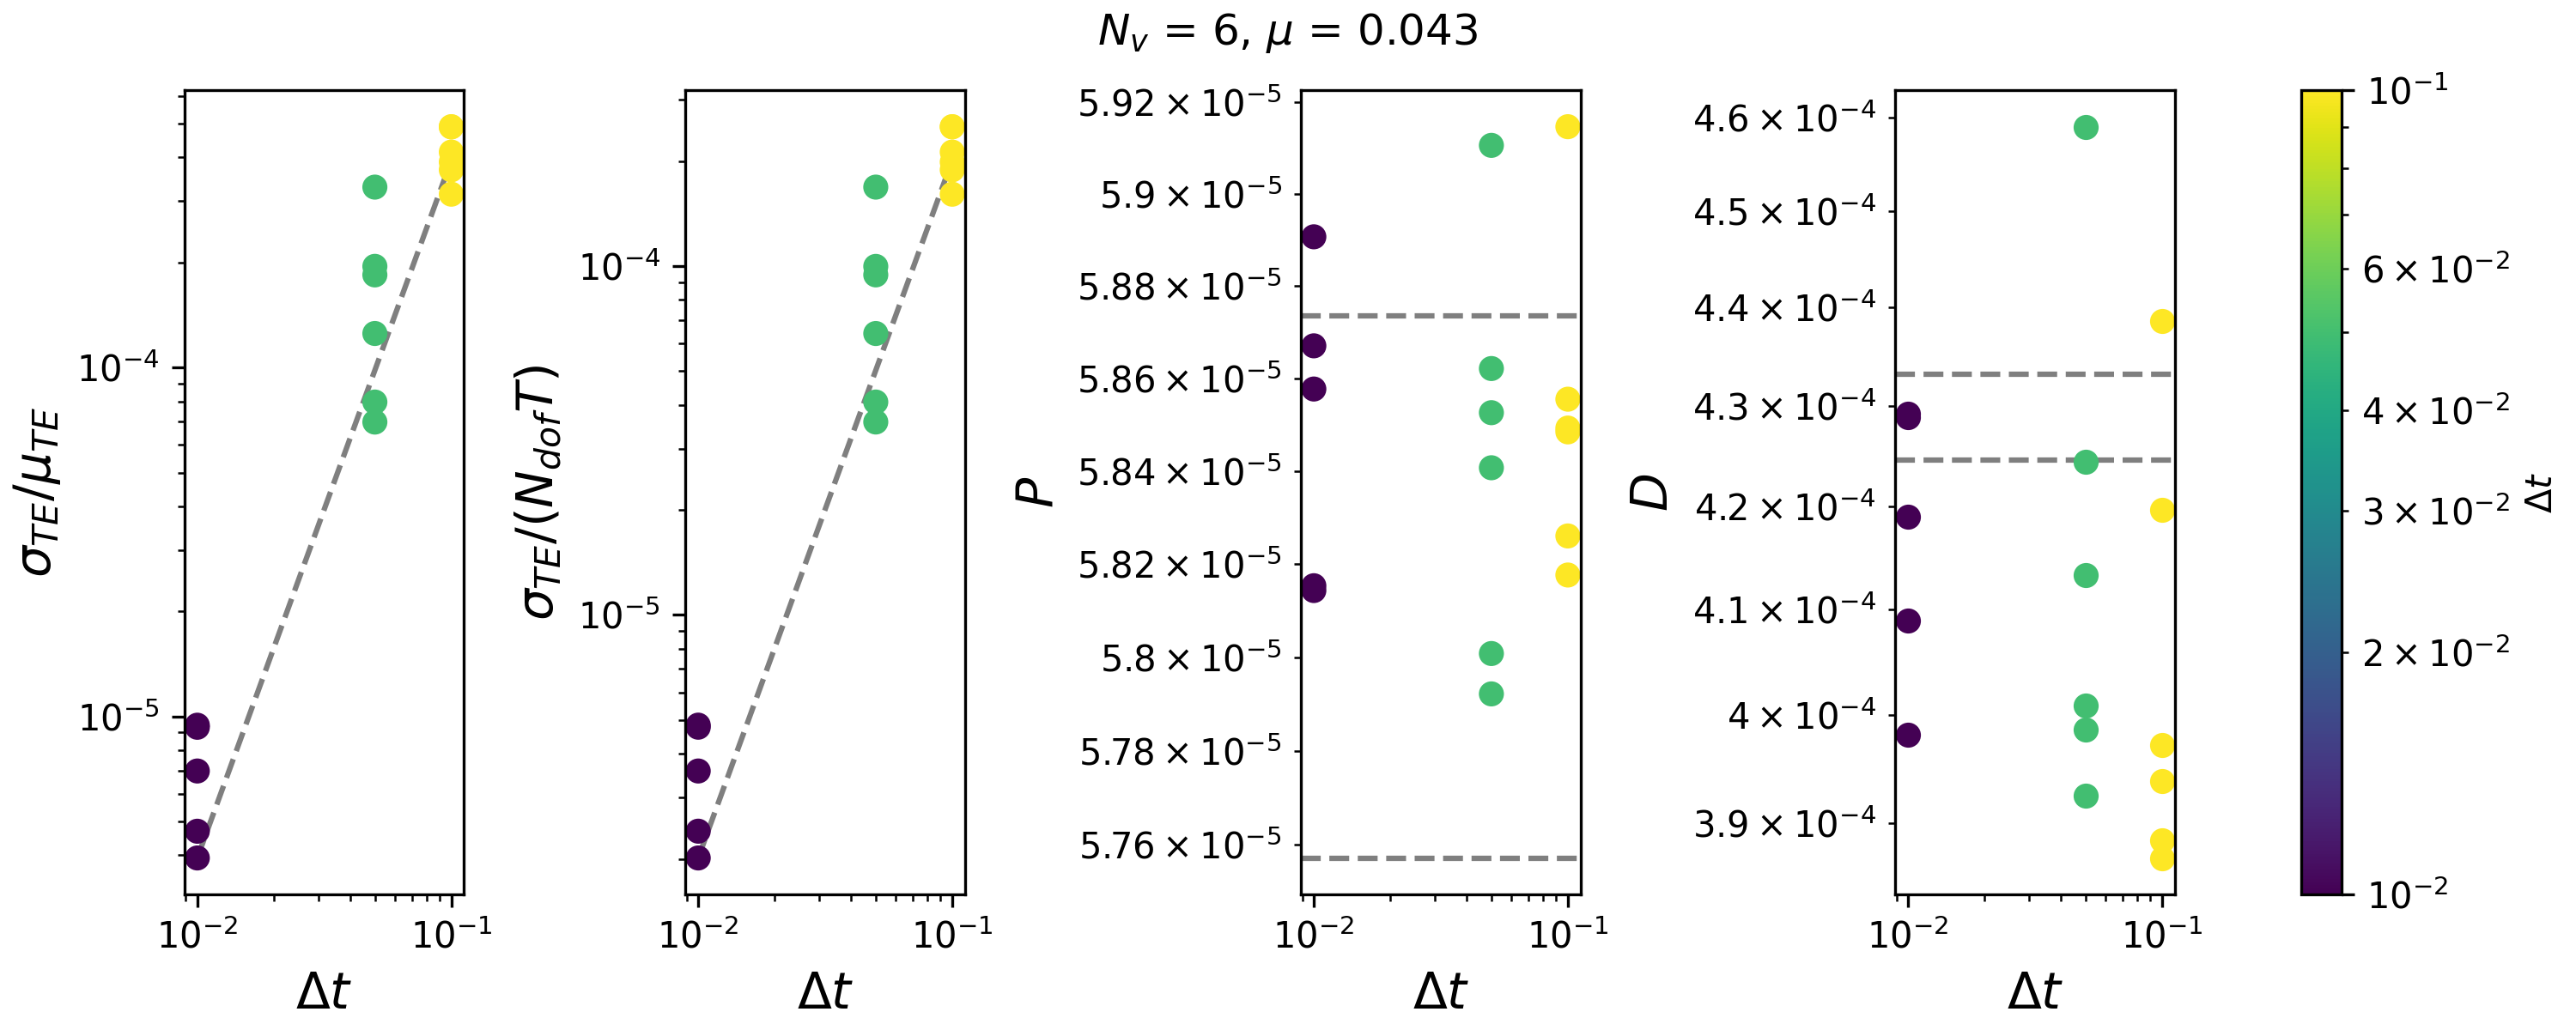 N_v = 6, μ = 0.043
σ_TE/μ_TE
10^-4
10^-5
10^-2 10^-1
Δt
σ_TE/(N_dof T)
10^-4
10^-5
10^-2 10^-1
Δt
P
5.92 × 10^-5
5.9 × 10^-5
5.88 × 10^-5
5.86 × 10^-5
5.84 × 10^-5
5.82 × 10^-5
5.8 × 10^-5
5.78 × 10^-5
5.76 × 10^-5
10^-2 10^-1
Δt
D
4.6 × 10^-4
4.5 × 10^-4
4.4 × 10^-4
4.3 × 10^-4
4.2 × 10^-4
4.1 × 10^-4
4 × 10^-4
3.9 × 10^-4
10^-2 10^-1
Δt
10^-1
6 × 10^-2
4 × 10^-2
3 × 10^-2
2 × 10^-2
10^-2
Δt